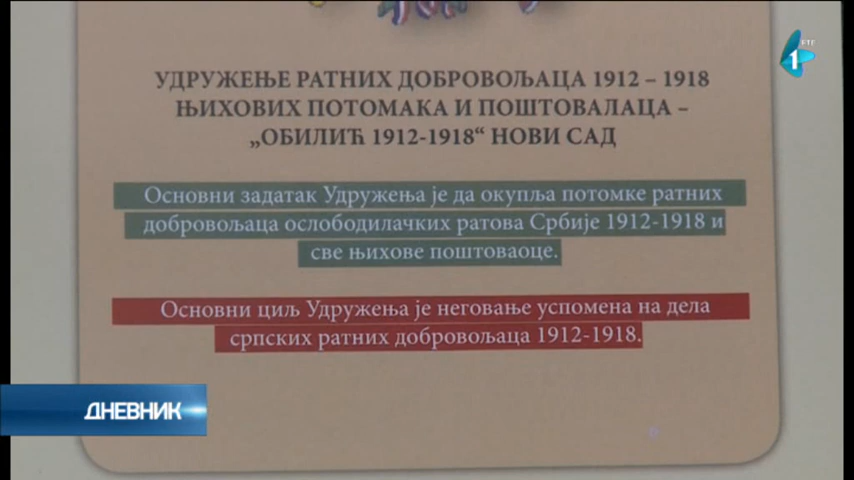 РТС
1
УДРУЖЕЊЕ РАТНИХ ДОБРОВОЉАЦА 1912 – 1918
ЊИХОВИХ ПОТОМАКА И ПОШТОВАЛАЦА –
„ОБИЛИЋ 1912-1918“ НОВИ САД
Основни задатак Удружења је да окупља потомке ратних
добровољаца ослободилачких ратова Србије 1912-1918 и
све њихове поштоваоце.
Основни циљ Удружења је неговање успомена на дела
српских ратних добровољаца 1912-1918.
ДНЕВНИК